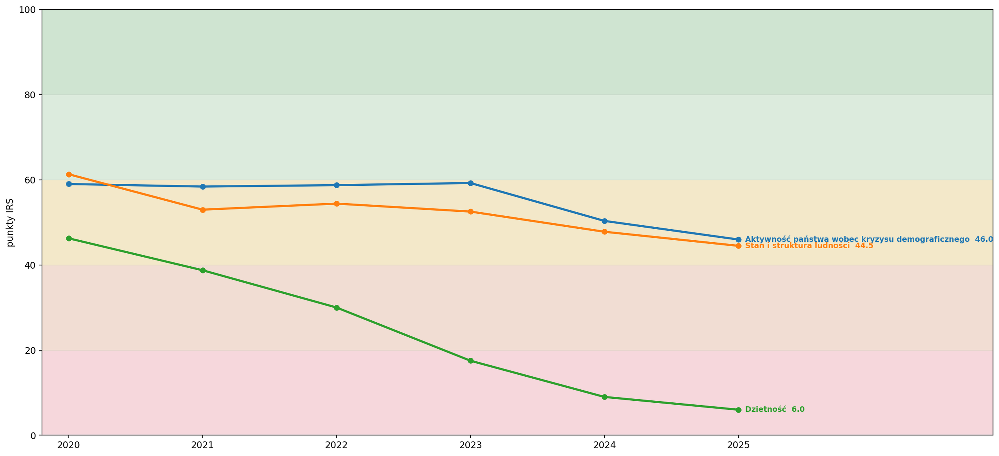 100
80
60
40
20
0
punkty IRS
Aktywność państwa wobec kryzysu demograficznego 46.0
Stan i struktura ludności 44.5
Dzietność 6.0
2020 2021 2022 2023 2024 2025